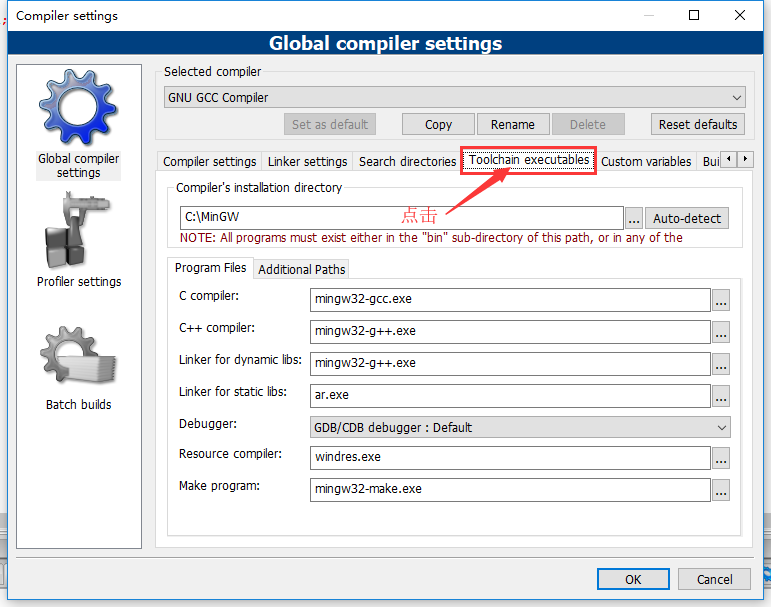 Compiler settings
Global compiler settings
Selected compiler
GNU GCC Compiler
Set as default
Copy
Rename
Delete
Reset defaults
Global compiler
settings
Profiler settings
Batch builds
Compiler settings
Linker settings
Search directories
Toolchain executables
Custom variables
Bui
Compiler's installation directory
C:\MinGW
点击
...
Auto-detect
NOTE: All programs must exist either in the "bin" sub-directory of this path, or in any of the
Program Files
Additional Paths
C compiler:
mingw32-gcc.exe
...
C++ compiler:
mingw32-g++.exe
...
Linker for dynamic libs:
mingw32-g++.exe
...
Linker for static libs:
ar.exe
...
Debugger:
GDB/CDB debugger : Default
Resource compiler:
windres.exe
...
Make program:
mingw32-make.exe
...
OK
Cancel